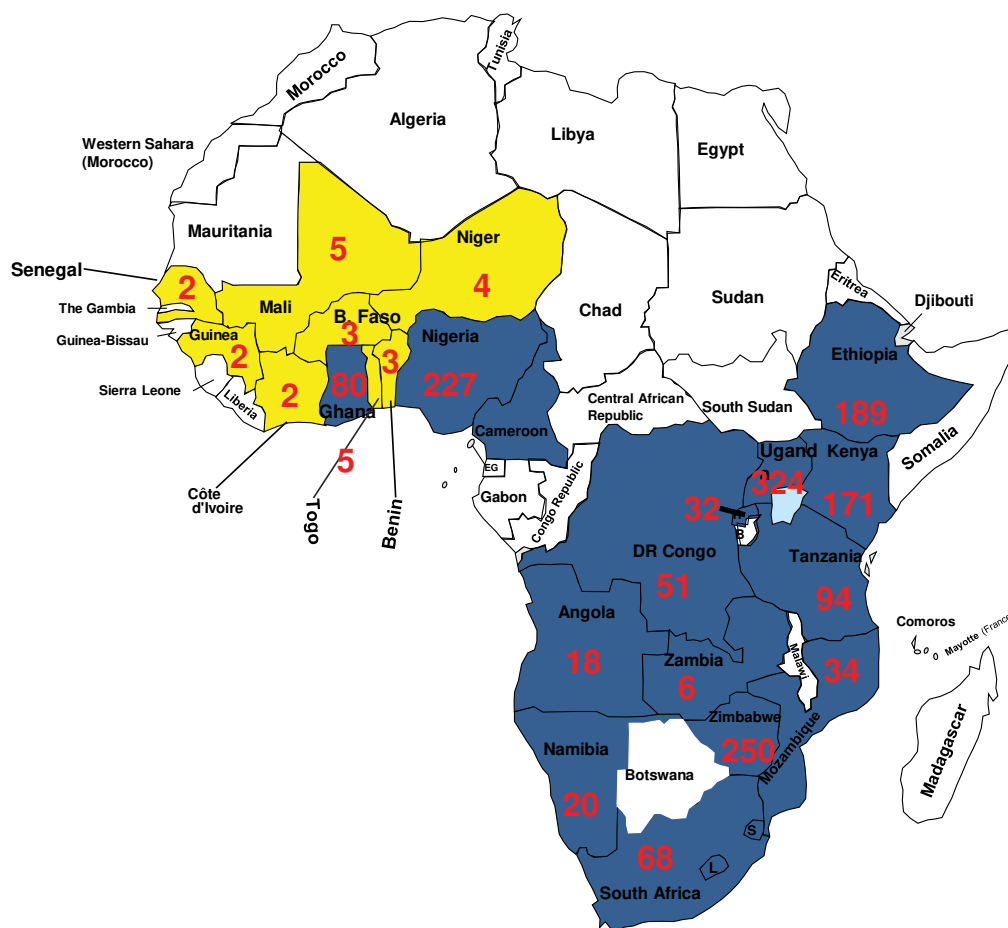 Tunisia
Morocco
Algeria
Libya
Egypt
Western Sahara
(Morocco)
Mauritania
Niger
5
Senegal
2
4
Mali
Chad
Sudan
Eritrea
Djibouti
The Gambia
B. Faso
3
Nigeria
Guinea
Guinea-Bissau
2
3
Ethiopia
Sierra Leone
Liberia
2
80
Ghana
227
Central African
Republic
South Sudan
189
Somalia
Cameroon
Ugand
324
Kenya
5
EG
171
Côte
d'Ivoire
Togo
Benin
Gabon
Congo Republic
32
B
DR Congo
Tanzania
51
94
Angola
Comoros
Mayotte (France
18
Zambia
6
Malawi
34
Zimbabwe
250
Mozambique
Namibia
Botswana
Madagascar
20
S
68
L
South Africa